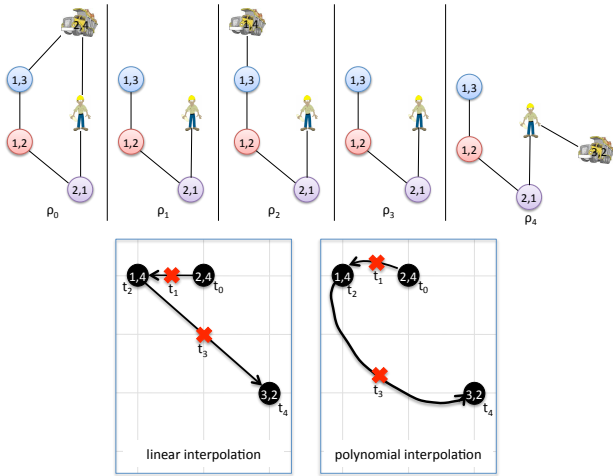 2,4
2,4
1,3
1,3
1,3
1,3
1,3
1,2
1,2
1,2
1,2
1,2
3,2
2,1
2,1
2,1
2,1
2,1
ρ0
ρ1
ρ2
ρ3
ρ4
1,4
2,4
1,4
2,4
t2
t1
t0
t2
t1
t0
t3
t3
3,2
3,2
t4
t4
linear interpolation
polynomial interpolation